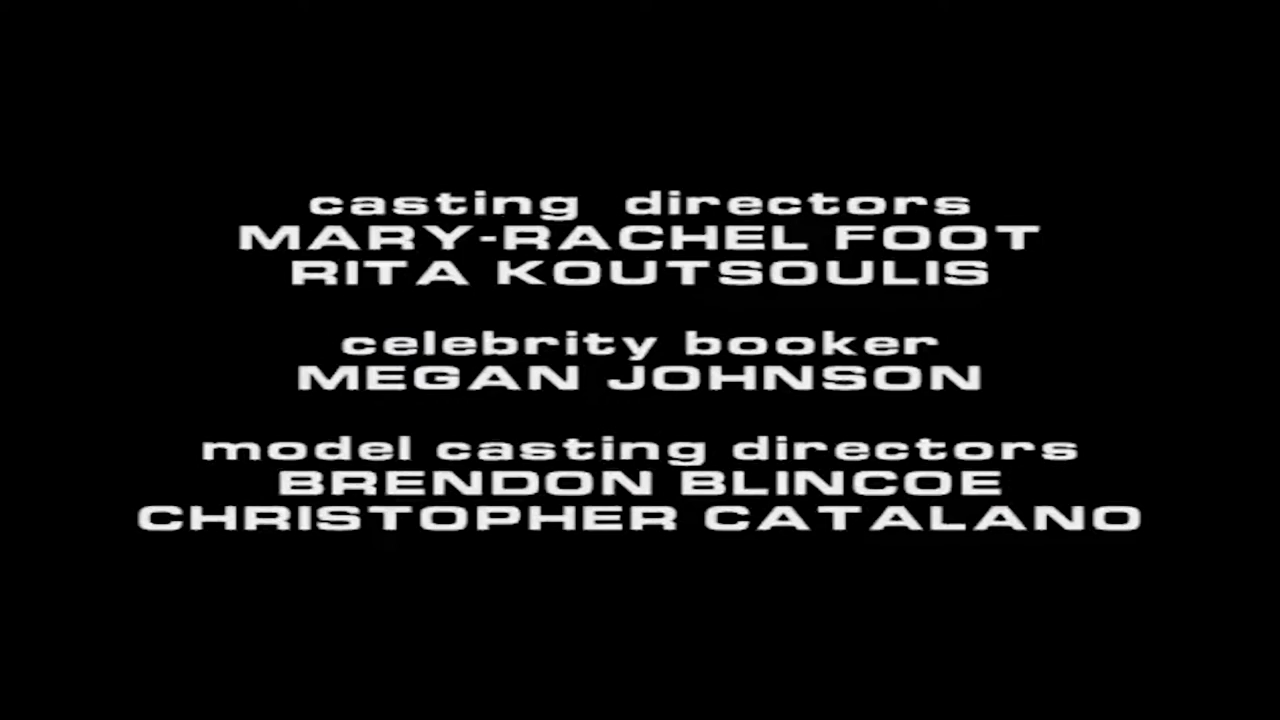 casting directors
MARY-RACHEL FOOT
RITA KOUTSOULIS
celebrity booker
MEGAN JOHNSON
model casting directors
BRENDON BLINCOE
CHRISTOPHER CATALANO